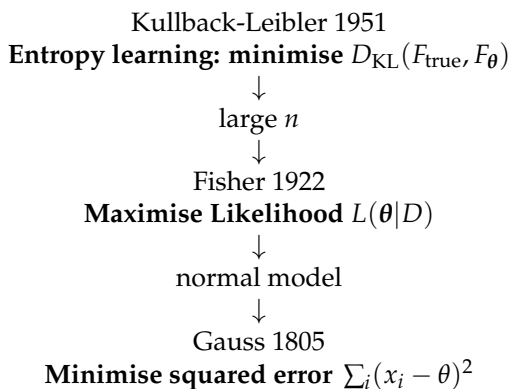 Kullback-Leibler 1951
Entropy learning: minimise D_KL(F_true, F_θ)
↓
large n
↓
Fisher 1922
Maximise Likelihood L(θ|D)
↓
normal model
↓
Gauss 1805
Minimise squared error ∑_i(x_i − θ)^2